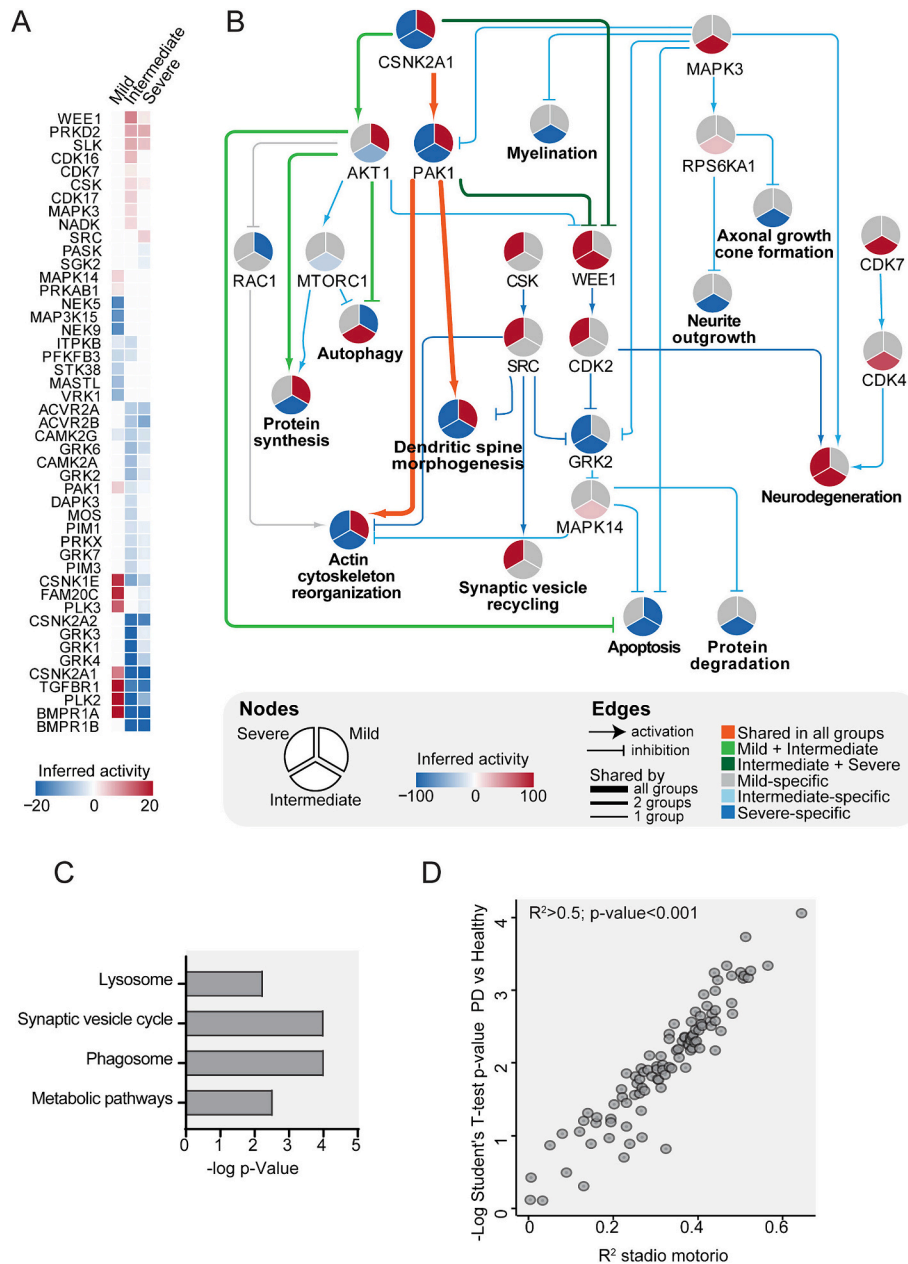 A
Mild
Intermediate
Severe
WEE1
PRKD2
SLK
CDK16
CDK7
CSK
CDK17
MAPK3
NADK
SRC
PASK
SGK2
MAPK14
PRKAB1
NEK5
MAP3K15
NEK9
ITPKB
PFKFB3
STK38
MASTL
VRK1
ACVR2A
ACVR2B
CAMK2G
GRK6
CAMK2A
GRK2
PAK1
DAPK3
MOS
PIM1
PRKX
GRK7
PIM3
CSNK1E
FAM20C
PLK3
CSNK2A2
GRK3
GRK1
GRK4
CSNK2A1
TGFBR1
PLK2
BMPR1A
BMPR1B
Inferred activity
−20 0 20
B
CSNK2A1
MAPK3
Myelination
AKT1
PAK1
RPS6KA1
Axonal growth
cone formation
RAC1
MTORC1
CSK
WEE1
CDK7
Neurite
outgrowth
Autophagy
SRC
CDK2
CDK4
Protein
synthesis
Dendritic spine
morphogenesis
GRK2
Neurodegeneration
MAPK14
Actin
cytoskeleton
reorganization
Synaptic vesicle
recycling
Apoptosis
Protein
degradation
Nodes
Severe
Mild
Intermediate
Inferred activity
−100 0 100
Edges
activation
inhibition
Shared by
all groups
2 groups
1 group
Shared in all groups
Mild + Intermediate
Intermediate + Severe
Mild-specific
Intermediate-specific
Severe-specific
C
Lysosome
Synaptic vesicle cycle
Phagosome
Metabolic pathways
0 1 2 3 4 5
-log p-Value
D
R²>0.5; p-value<0.001
-Log Student's T-test p-value PD vs Healthy
4
3
2
1
0
0 0.2 0.4 0.6
R² stadio motorio